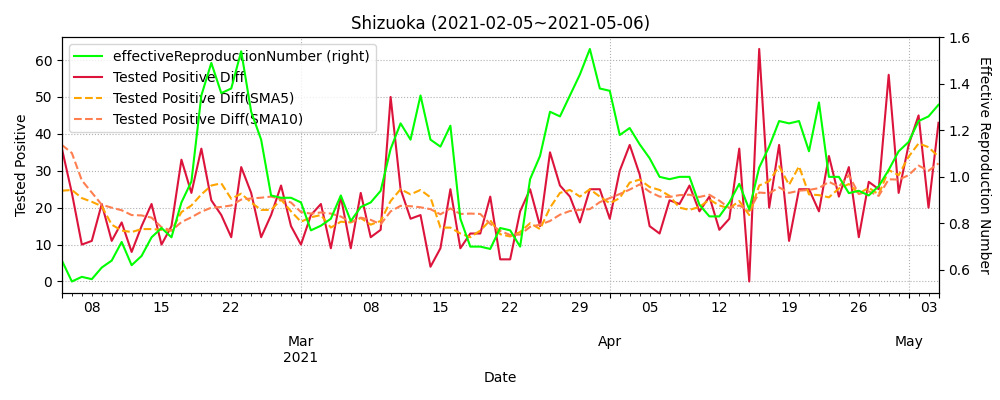 Shizuoka (2021-02-05~2021-05-06)
effectiveReproductionNumber (right)
Tested Positive Diff
Tested Positive Diff(SMA5)
Tested Positive Diff(SMA10)
Tested Positive
60
50
40
30
20
10
0
1.6
1.4
1.2
1.0
0.8
0.6
Effective Reproduction Number
08 15 22 08 15 22 29 05 12 19 26 03
Mar Apr May
2021
Date